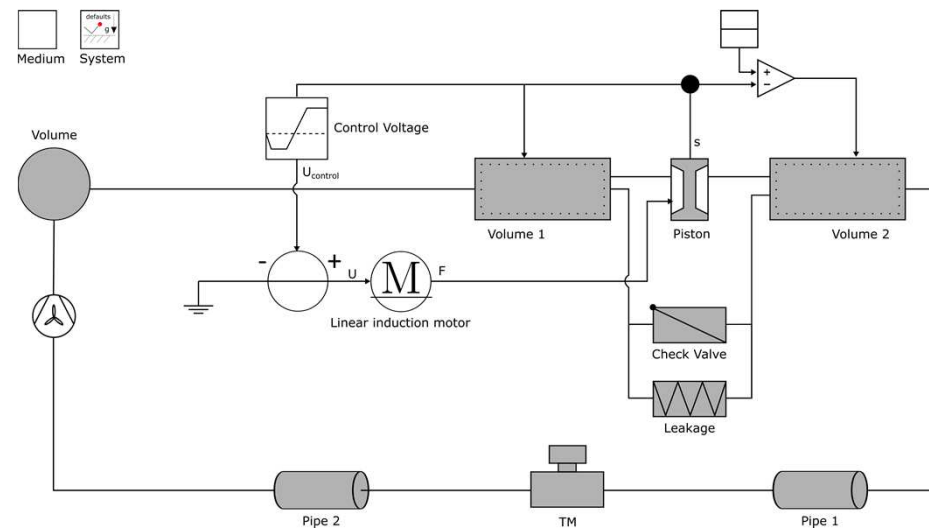 defaults
g
Medium
System
Volume
Control Voltage
Ucontrol
+
−
s
Volume 1
Piston
Volume 2
-
+
U
M
F
Linear induction motor
Check Valve
Leakage
Pipe 2
TM
Pipe 1